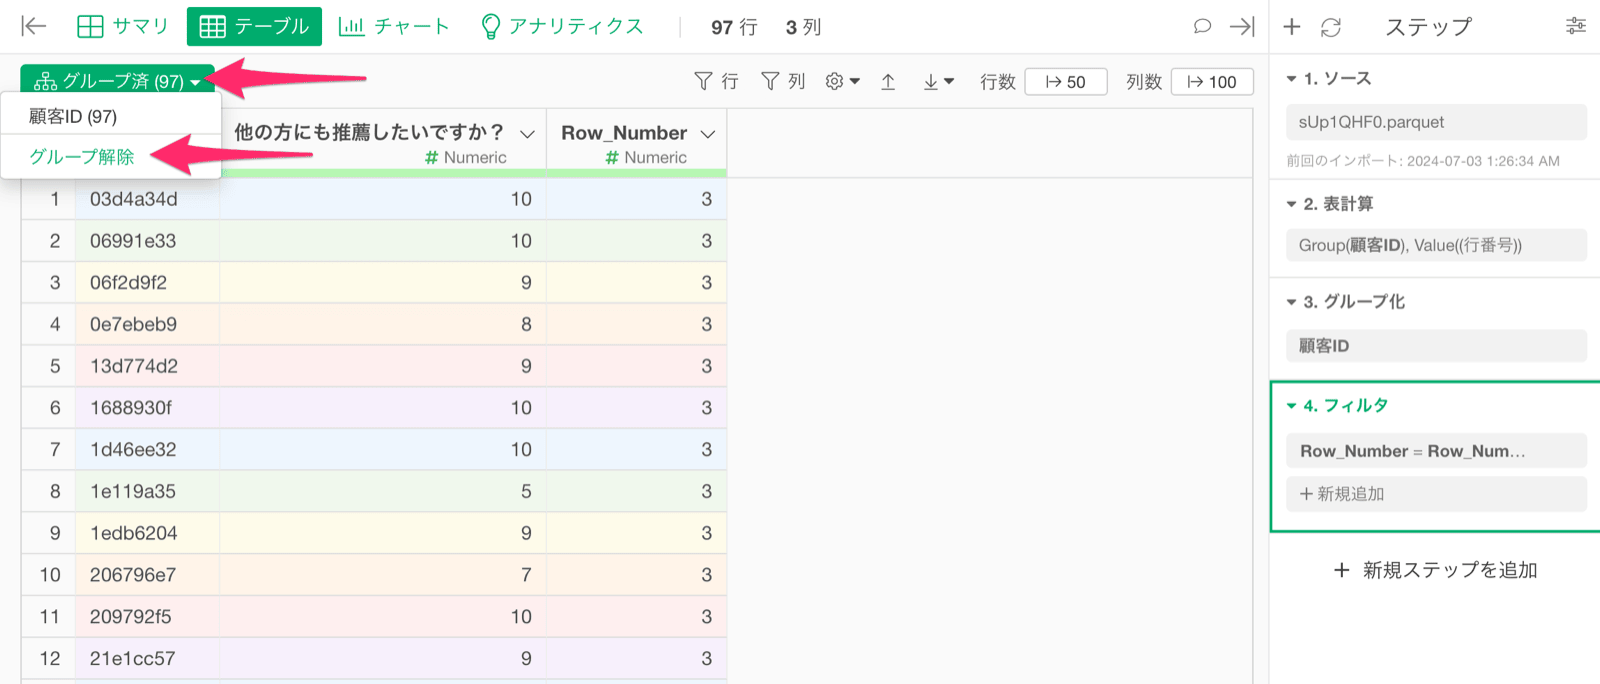 サマリ テーブル チャート アナリティクス 97 行 3 列
グループ済 (97)
行 列 行数 50 列数 100
顧客ID (97)
グループ解除
他の方にも推薦したいですか？ Row_Number
# Numeric # Numeric
1 03d4a34d 10 3
2 06991e33 10 3
3 06f2d9f2 9 3
4 0e7ebeb9 8 3
5 13d774d2 9 3
6 1688930f 10 3
7 1d46ee32 10 3
8 1e119a35 5 3
9 1edb6204 9 3
10 206796e7 7 3
11 209792f5 10 3
12 21e1cc57 9 3
ステップ
1. ソース
sUp1QHF0.parquet
前回のインポート: 2024-07-03 1:26:34 AM
2. 表計算
Group(顧客ID), Value((行番号))
3. グループ化
顧客ID
4. フィルタ
Row_Number = Row_Num...
+ 新規追加
+ 新規ステップを追加